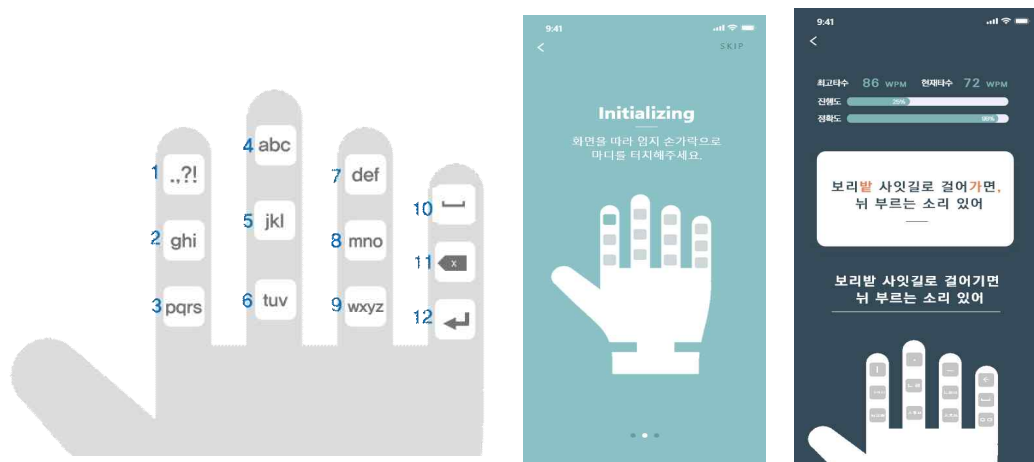 1 .,?!
2 ghi
3 pqrs
4 abc
5 jkl
6 tuv
7 def
8 mno
9 wxyz
10
11 x
12
9:41
SKIP
Initializing
화면을 따라 엄지 손가락으로
마디를 터치해주세요.
9:41
최고타수 86 WPM 현재타수 72 WPM
진행도 25%
정확도
보리밭 사잇길로 걸어가면,
뉘 부르는 소리 있어
보리밭 사잇길로 걸어기면
뉘 부르는 소리 있어